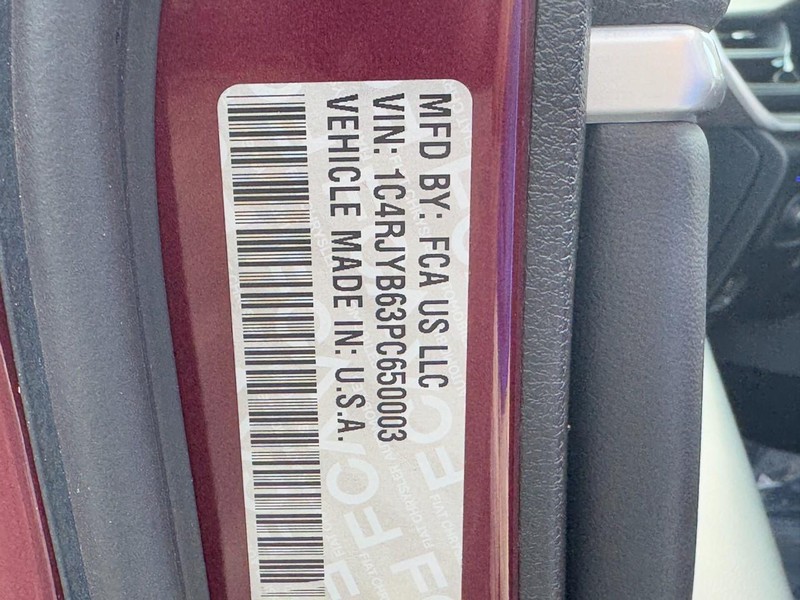 MFD BY: FCA US LLC
VIN: 1C4RJYB63PC650003
VEHICLE MADE IN: U.S.A.